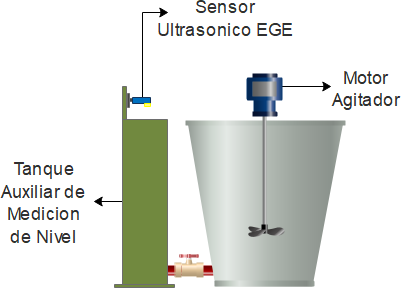 Sensor
Ultrasonico EGE
Motor
Agitador
Tanque
Auxiliar de
Medicion
de Nivel